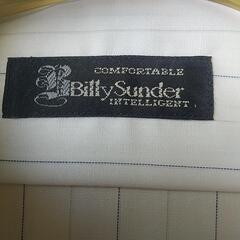 COMFORTABLE
B Billy Sunder
INTELLIGENT